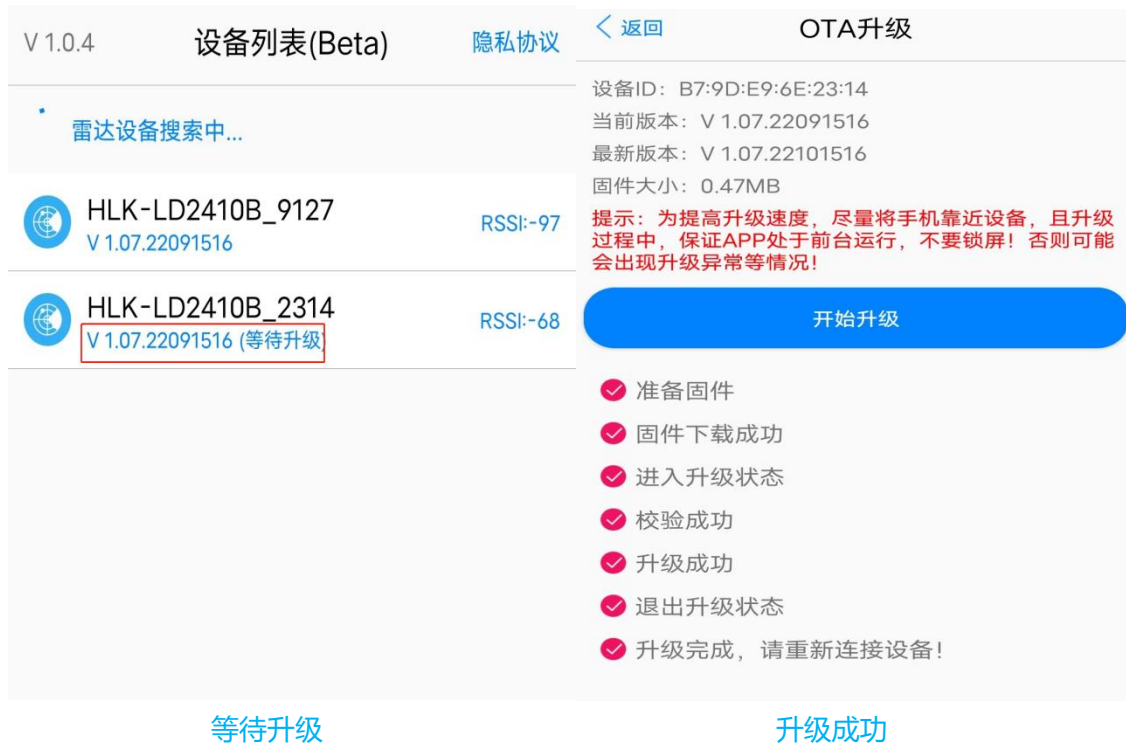 V 1.0.4 设备列表(Beta) 隐私协议
雷达设备搜索中...
HLK-LD2410B_9127
V 1.07.22091516
RSSI:-97
HLK-LD2410B_2314
V 1.07.22091516 (等待升级)
RSSI:-68
等待升级
返回 OTA升级
设备ID: B7:9D:E9:6E:23:14
当前版本: V 1.07.22091516
最新版本: V 1.07.22101516
固件大小: 0.47MB
提示：为提高升级速度，尽量将手机靠近设备，且升级
过程中，保证APP处于前台运行，不要锁屏！否则可能
会出现升级异常等情况！
开始升级
准备固件
固件下载成功
进入升级状态
校验成功
升级成功
退出升级状态
升级完成，请重新连接设备！
升级成功